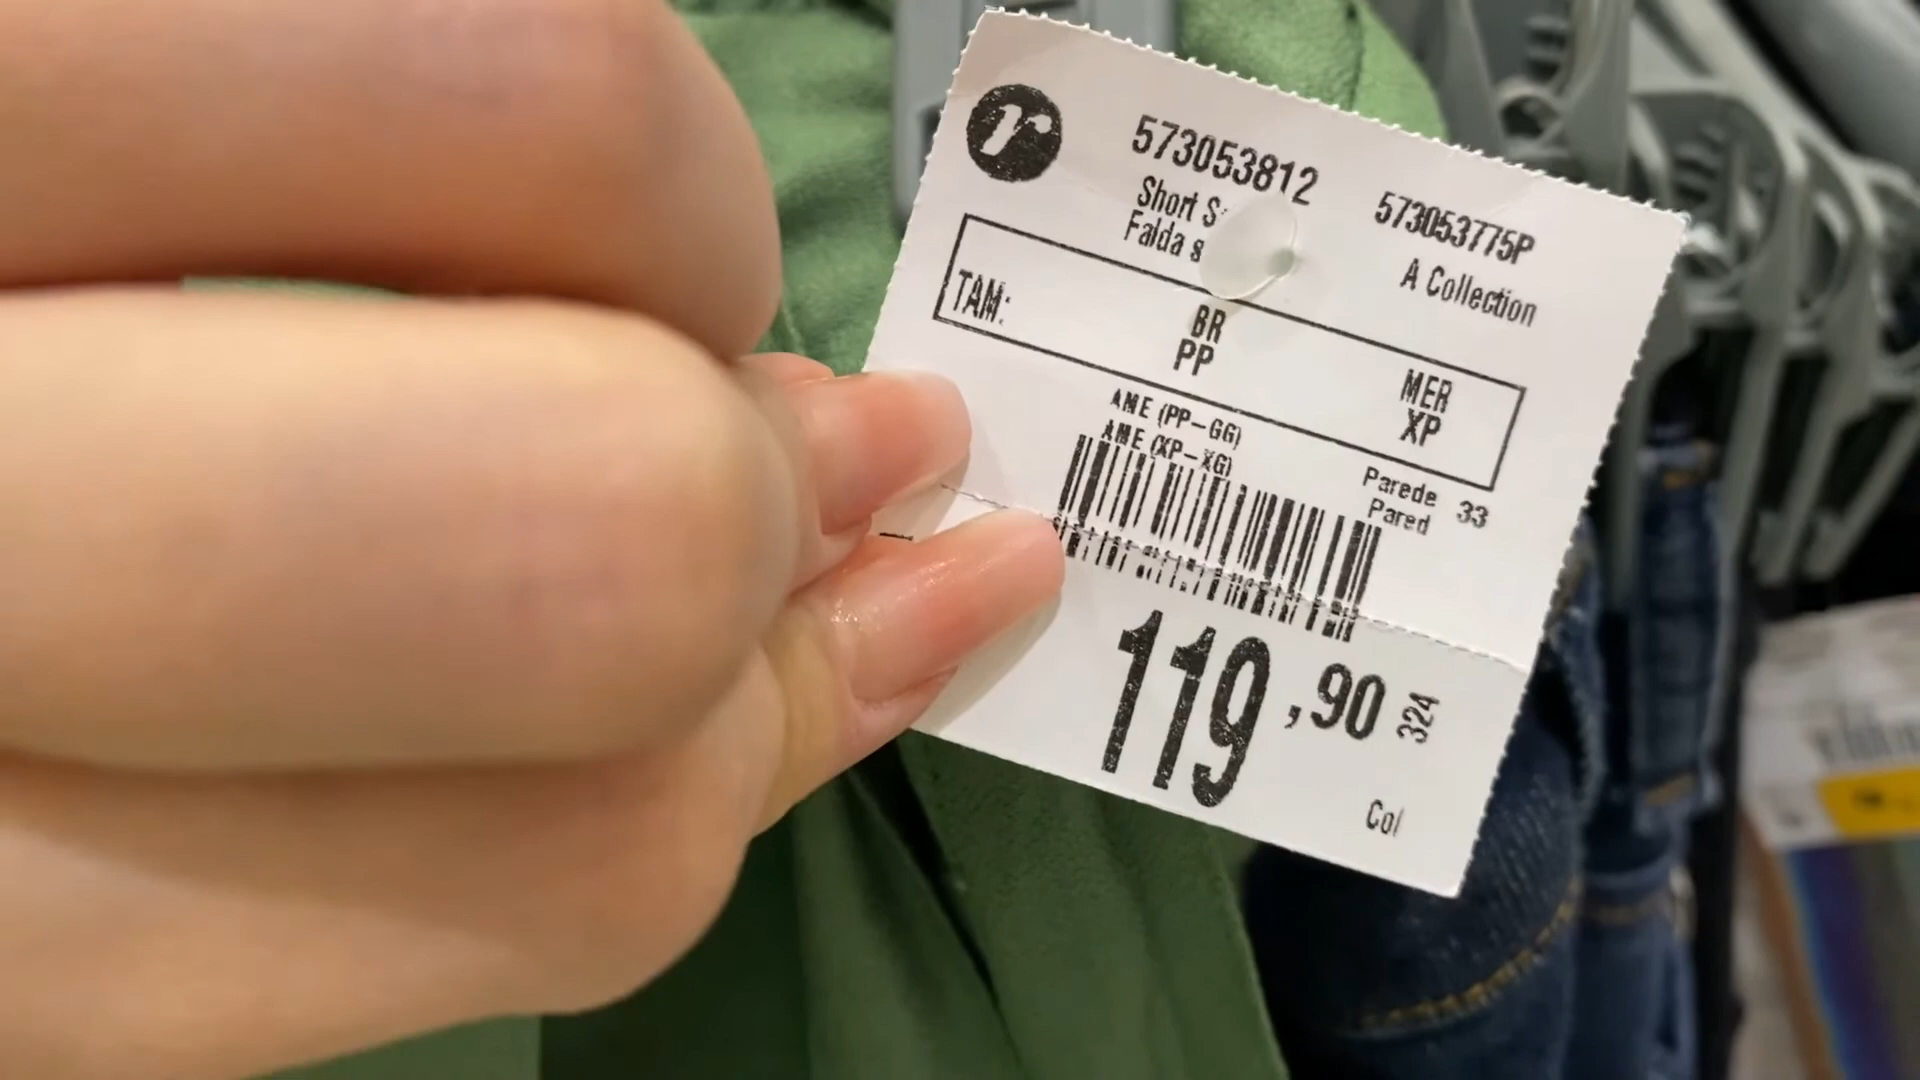 r
573053812
573053775P
Short
Falda
A Collection
TAM:
BR
PP
MER
XP
AME (PP-GG)
AME (XP-XG)
Parede 33
Pared
119,90
324
Col